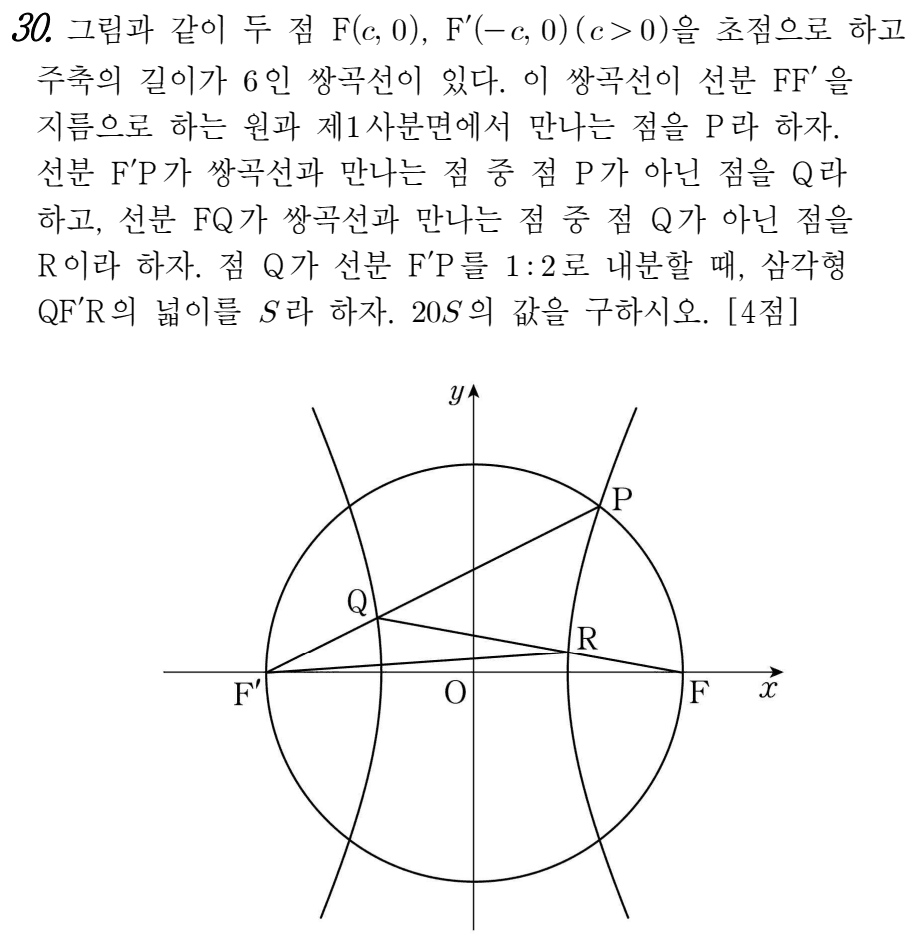 30. 그림과 같이 두 점 F(c, 0), F′(−c, 0)(c>0)을 초점으로 하고
주축의 길이가 6인 쌍곡선이 있다. 이 쌍곡선이 선분 FF′을
지름으로 하는 원과 제1사분면에서 만나는 점을 P라 하자.
선분 F′P가 쌍곡선과 만나는 점 중 점 P가 아닌 점을 Q라
하고, 선분 FQ가 쌍곡선과 만나는 점 중 점 Q가 아닌 점을
R이라 하자. 점 Q가 선분 F′P를 1:2로 내분할 때, 삼각형
QF′R의 넓이를 S라 하자. 20S의 값을 구하시오. [4점]
y
P
Q
R
F′
O
F
x